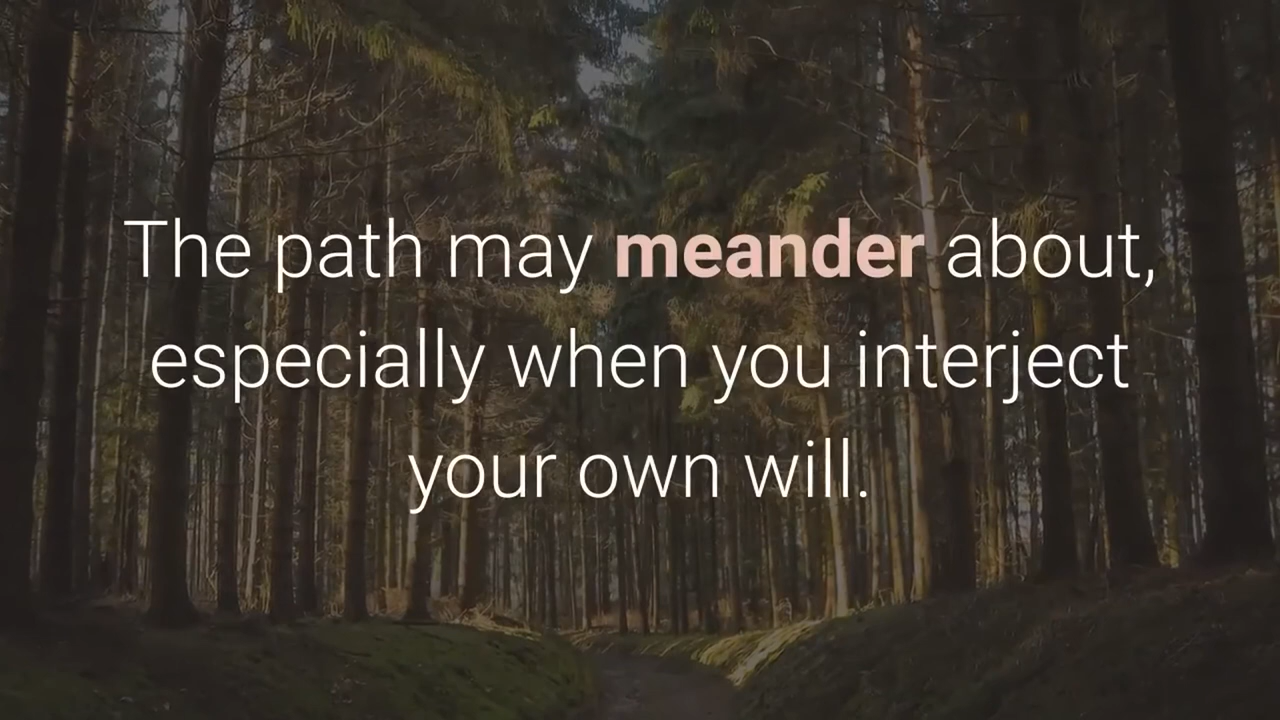 The path may meander about,
especially when you interject
your own will.